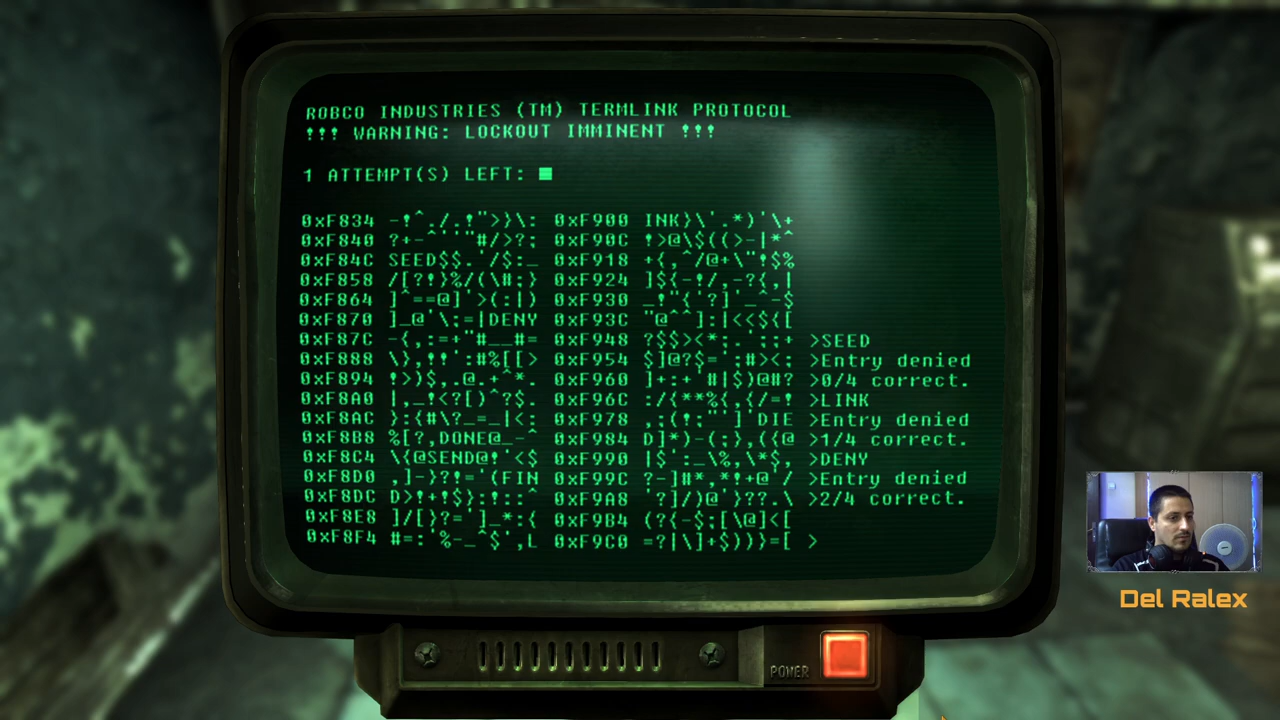 ROBCO INDUSTRIES (TM) TERMLINK PROTOCOL
!!! WARNING: LOCKOUT IMMINENT !!!
1 ATTEMPT(S) LEFT:
0xF834 -!^./.!">}\: 0xF900 INK}\'.*)'\+
0xF840 ?+-^'¨"#/>?; 0xF90C !>@\$((>-|*^
0xF84C SEED$$.'/$:_ 0xF918 +{,^/@+\"!$%
0xF858 /[?!}%/(\#;} 0xF924 ]${-!/,-?{,|
0xF864 ]^==@]'>(:|) 0xF930 _!"{'?]'_^-$
0xF870 ]_@'\;=|DENY 0xF93C "@^^]:|<<${[
0xF87C -{,:=+"#__#= 0xF948 ?$$><*;.';:+ >SEED
0xF888 \},!!':#%[[> 0xF954 $]@?$=';#><; >Entry denied
0xF894 !>)$,.@.+^*. 0xF960 ]+:+'#|$)@#? >0/4 correct.
0xF8A0 |,_!<?[)^?$. 0xF96C :/{**%{,{/=! >LINK
0xF8AC }:{#\?_=_|<: 0xF978 ,:(!;"']'DIE >Entry denied
0xF8B8 %[?,DONE@_-^ 0xF984 D]*)-(;},({@ >1/4 correct.
0xF8C4 \{@SEND@!'<$ 0xF990 |$':_\%,\*$, >DENY
0xF8D0 ,]-}?!='(FIN 0xF99C ?-]#*,*!+@'/ >Entry denied
0xF8DC D>!+!$}:!::^ 0xF9A8 '?]/)@'}??.\ >2/4 correct.
0xF8E8 ]/[}?=']_*:{ 0xF9B4 (?{-$;[\@]<[
0xF8F4 #=:'%-_^$',L 0xF9C0 =?|\]+$))}=[ >
POWER
Del Ralex